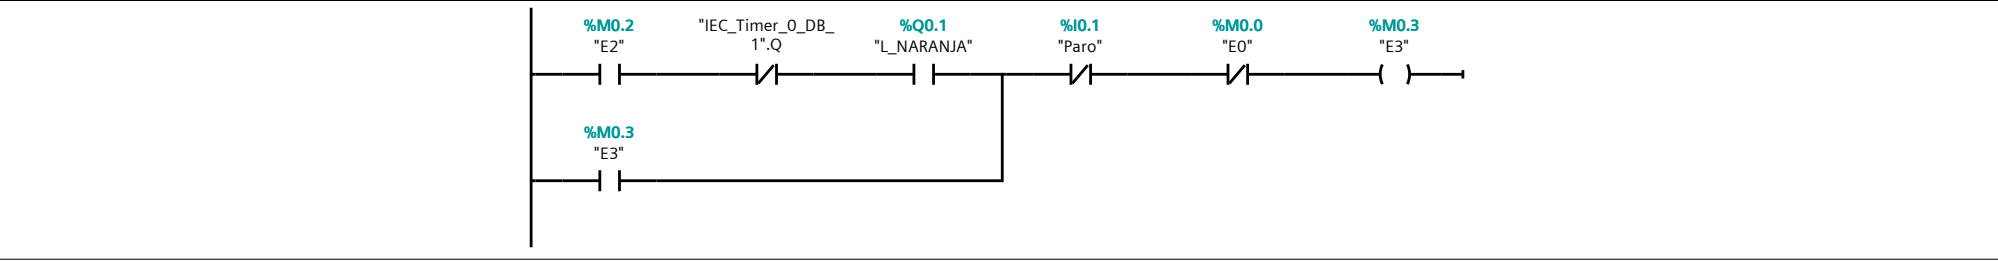 %M0.2 "IEC_Timer_0_DB_ %Q0.1 %I0.1 %M0.0 %M0.3
"E2" 1".Q "L_NARANJA" "Paro" "E0" "E3"
%M0.3
"E3"